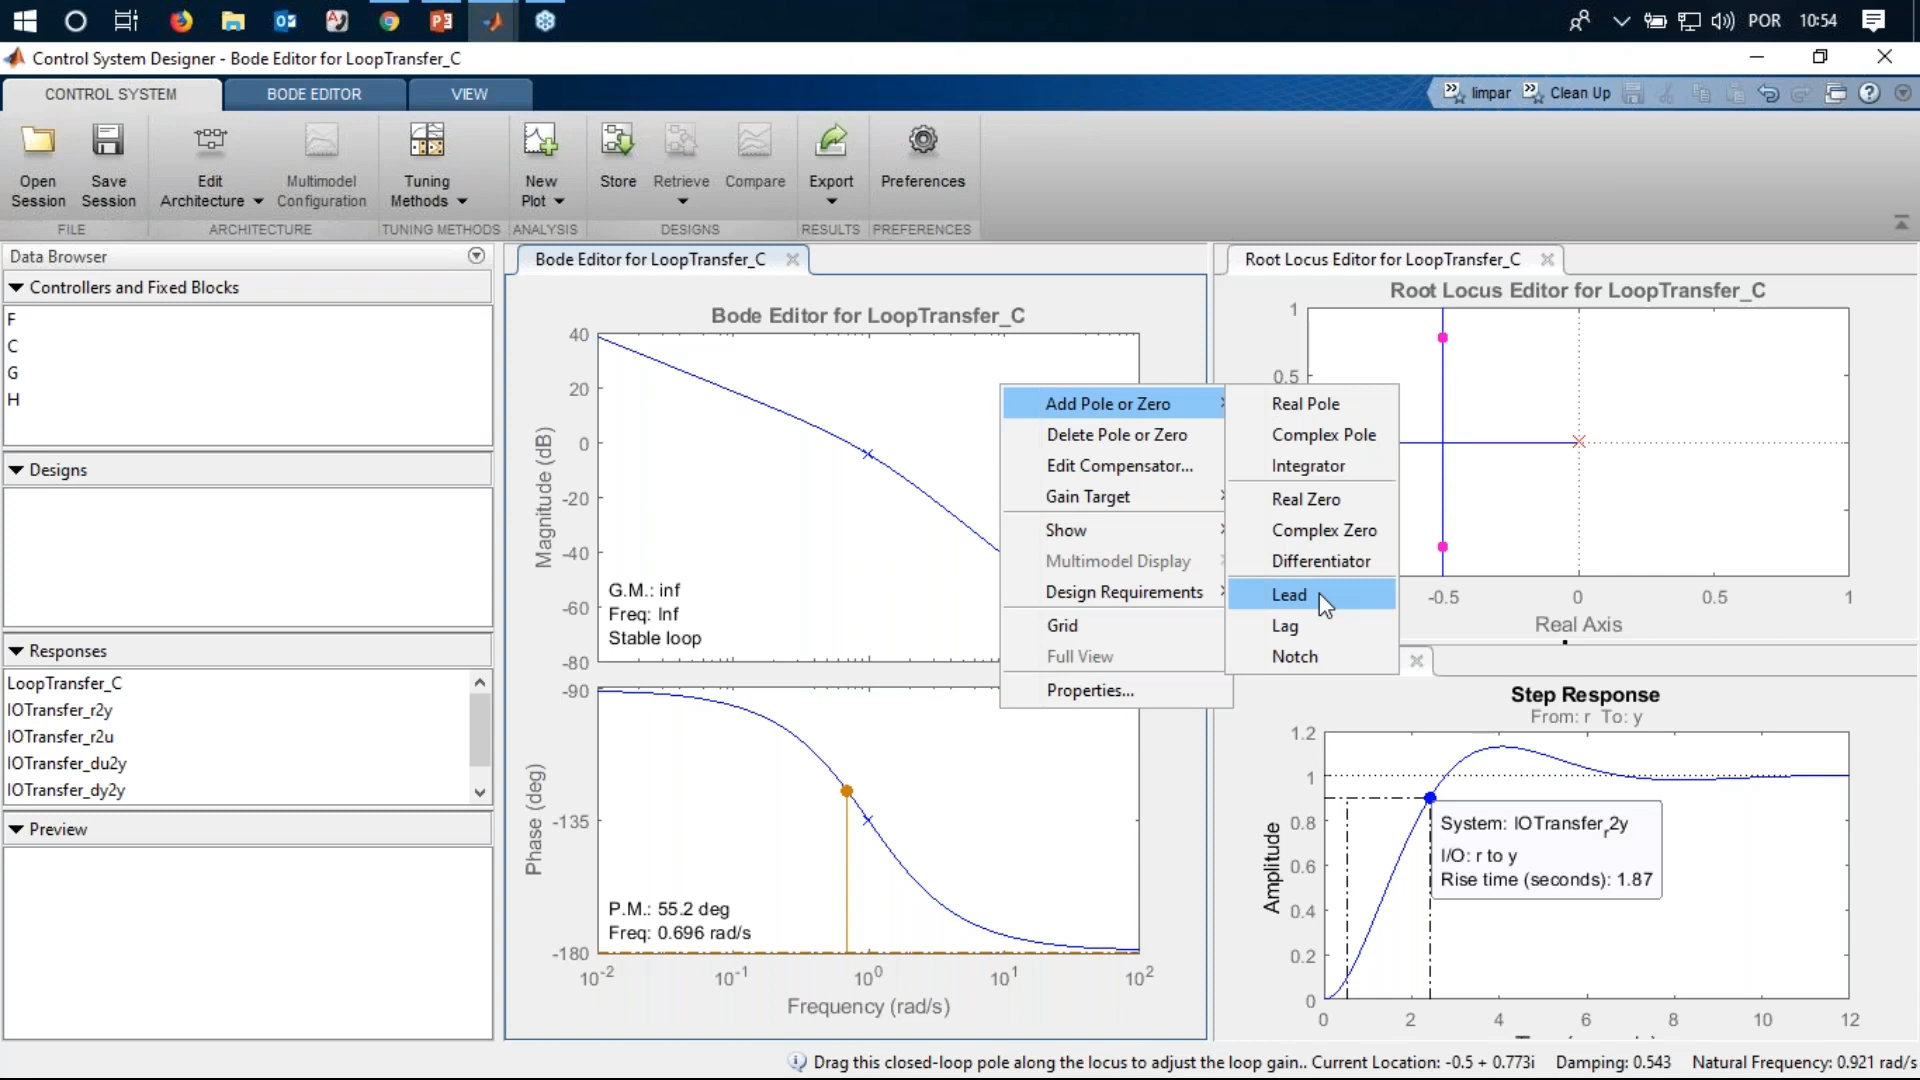 POR 10:54
Control System Designer - Bode Editor for LoopTransfer_C
CONTROL SYSTEM
BODE EDITOR
VIEW
limpar
Clean Up
Open Session
Save Session
Edit Architecture
Multimodel Configuration
Tuning Methods
New Plot
Store
Retrieve
Compare
Export
Preferences
FILE
ARCHITECTURE
TUNING METHODS
ANALYSIS
DESIGNS
RESULTS
PREFERENCES
Data Browser
Controllers and Fixed Blocks
F
C
G
H
Designs
Responses
LoopTransfer_C
IOTransfer_r2y
IOTransfer_r2u
IOTransfer_du2y
IOTransfer_dy2y
Preview
Bode Editor for LoopTransfer_C
Bode Editor for LoopTransfer_C
40
20
0
-20
-40
-60
-80
Magnitude (dB)
G.M.: inf
Freq: Inf
Stable loop
-90
-135
-180
Phase (deg)
P.M.: 55.2 deg
Freq: 0.696 rad/s
10-2 10-1 100 101 102
Frequency (rad/s)
Add Pole or Zero
Delete Pole or Zero
Edit Compensator...
Gain Target
Show
Multimodel Display
Design Requirements
Grid
Full View
Properties...
Real Pole
Complex Pole
Integrator
Real Zero
Complex Zero
Differentiator
Lead
Lag
Notch
Root Locus Editor for LoopTransfer_C
Root Locus Editor for LoopTransfer_C
1
0.5
-0.5 0 0.5 1
Real Axis
Step Response
From: r To: y
1.2
1
0.8
0.6
0.4
0.2
0
Amplitude
System: IOTransferr2y
I/O: r to y
Rise time (seconds): 1.87
0 2 4 6 8 10 12
Drag this closed-loop pole along the locus to adjust the loop gain.. Current Location: -0.5 + 0.773i Damping: 0.543 Natural Frequency: 0.921 rad/s